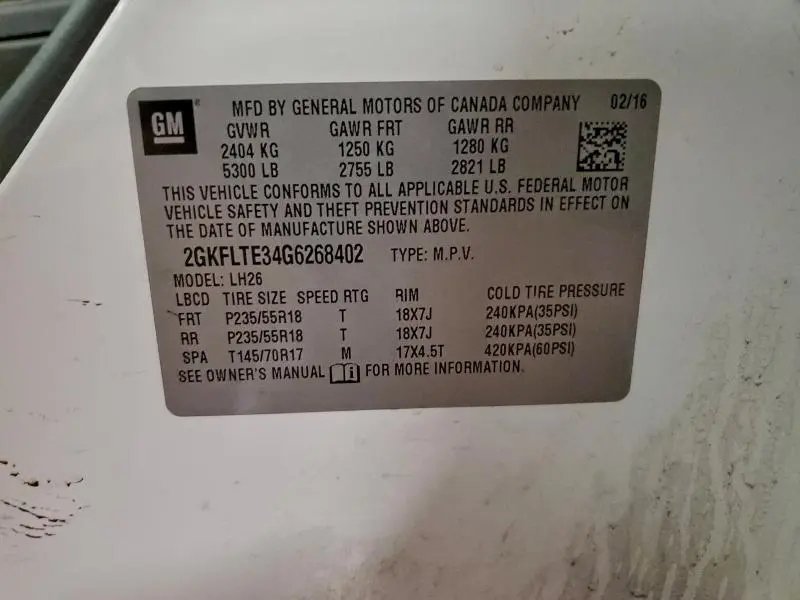 GM ® MFD BY GENERAL MOTORS OF CANADA COMPANY 02/16
GVWR GAWR FRT GAWR RR
2404 KG 1250 KG 1280 KG
5300 LB 2755 LB 2821 LB
THIS VEHICLE CONFORMS TO ALL APPLICABLE U.S. FEDERAL MOTOR
VEHICLE SAFETY AND THEFT PREVENTION STANDARDS IN EFFECT ON
THE DATE OF MANUFACTURE SHOWN ABOVE.
2GKFLTE34G6268402 TYPE: M.P.V.
MODEL: LH26
LBCD TIRE SIZE SPEED RTG RIM COLD TIRE PRESSURE
FRT P235/55R18 T 18X7J 240KPA(35PSI)
RR P235/55R18 T 18X7J 240KPA(35PSI)
SPA T145/70R17 M 17X4.5T 420KPA(60PSI)
SEE OWNER'S MANUAL i FOR MORE INFORMATION.